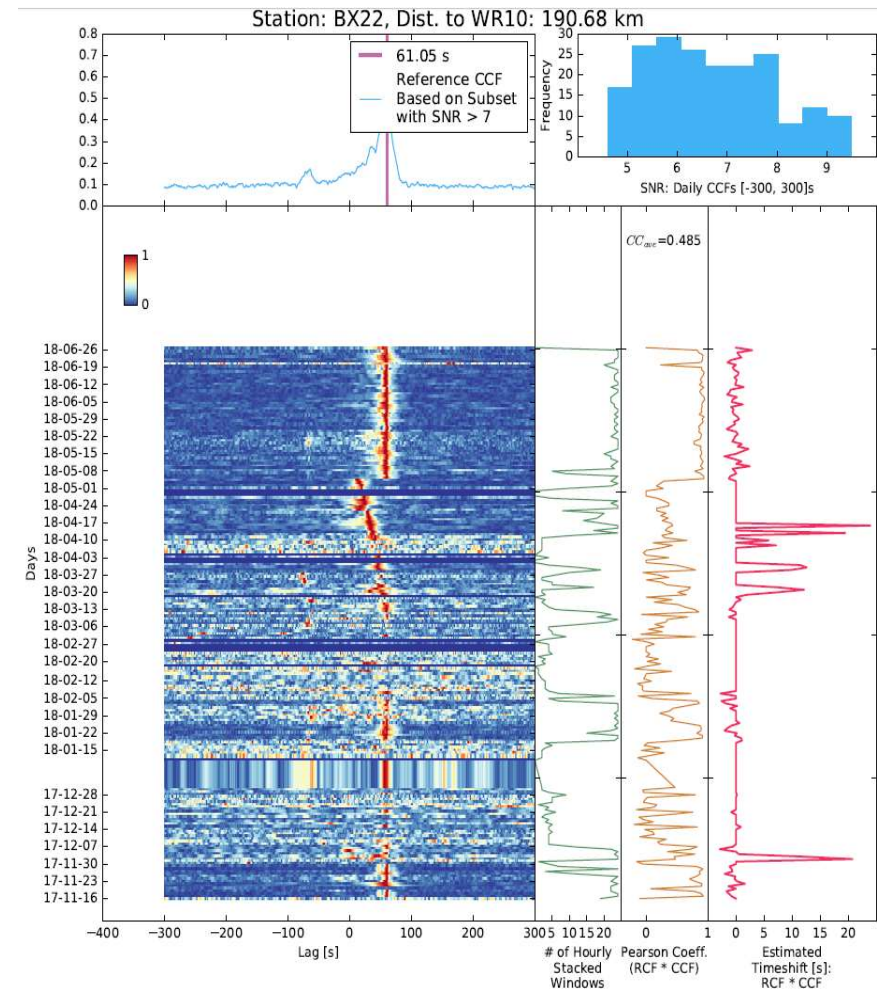 Station: BX22, Dist. to WR10: 190.68 km
0.8
0.7
0.6
0.5
0.4
0.3
0.2
0.1
0.0
61.05 s
Reference CCF
Based on Subset
with SNR > 7
Frequency
30
25
20
15
10
5
0
5 6 7 8 9
SNR: Daily CCFs [-300, 300]s
1
0
CC_ave=0.485
Days
18-06-26
18-06-19
18-06-12
18-06-05
18-05-29
18-05-22
18-05-15
18-05-08
18-05-01
18-04-24
18-04-17
18-04-10
18-04-03
18-03-27
18-03-20
18-03-13
18-03-06
18-02-27
18-02-20
18-02-12
18-02-05
18-01-29
18-01-22
18-01-15
17-12-28
17-12-21
17-12-14
17-12-07
17-11-30
17-11-23
17-11-16
−400 −300 −200 −100 0 100 200 300
Lag [s]
5 10 15 20
# of Hourly
Stacked
Windows
0 1
Pearson Coeff.
(RCF * CCF)
0 5 10 15 20
Estimated
Timeshift [s]:
RCF * CCF